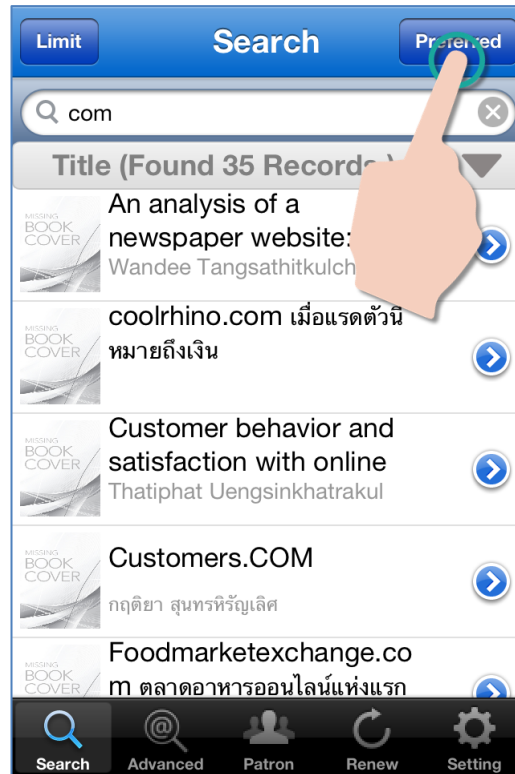 Limit Search Preferred
com
Title (Found 35 Records )
MISSING
BOOK
COVER
An analysis of a
newspaper website:
Wandee Tangsathitkulch
MISSING
BOOK
COVER
coolrhino.com เมื่อแรดตัวนี้
หมายถึงเงิน
MISSING
BOOK
COVER
Customer behavior and
satisfaction with online
Thatiphat Uengsinkhatrakul
MISSING
BOOK
COVER
Customers.COM
กฤติยา สุนทรหิรัญเลิศ
MISSING
BOOK
COVER
Foodmarketexchange.co
m ตลาดอาหารออนไลน์แห่งแรก
Search Advanced Patron Renew Setting